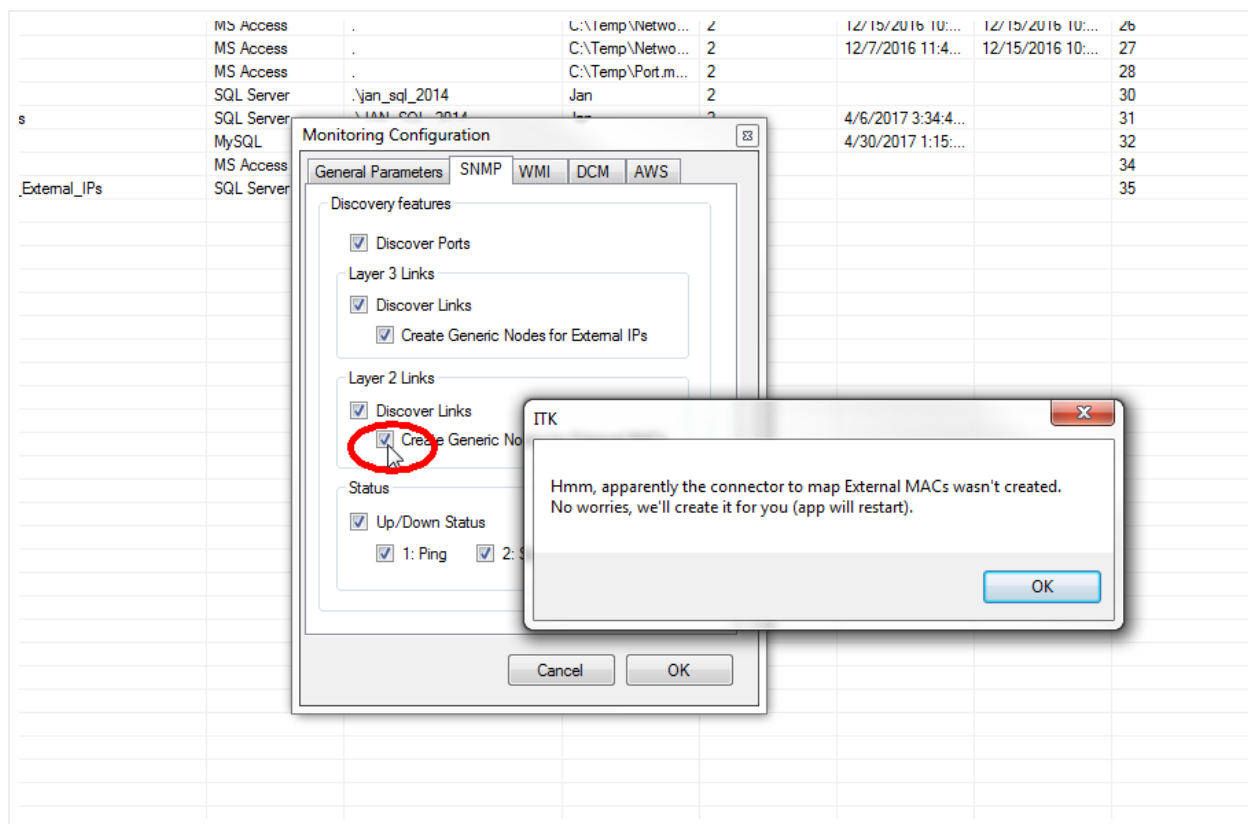 MS Access . C:\Temp\Netwo... 2 12/15/2016 10:... 12/15/2016 10:... 26
MS Access . C:\Temp\Netwo... 2 12/7/2016 11:4... 12/15/2016 10:... 27
MS Access . C:\Temp\Port.m... 2 28
SQL Server .\jan_sql_2014 Jan 2 30
s SQL Server .\JAN_SQL_2014 Jan 2 4/6/2017 3:34:4... 31
MySQL 4/30/2017 1:15:... 32
MS Access 34
_External_IPs SQL Server 35
Monitoring Configuration
General Parameters SNMP WMI DCM AWS
Discovery features
Discover Ports
Layer 3 Links
Discover Links
Create Generic Nodes for External IPs
Layer 2 Links
Discover Links
Create Generic
Status
Up/Down Status
1: Ping 2:
Cancel OK
ITK
Hmm, apparently the connector to map External MACs wasn't created.
No worries, we'll create it for you (app will restart).
OK